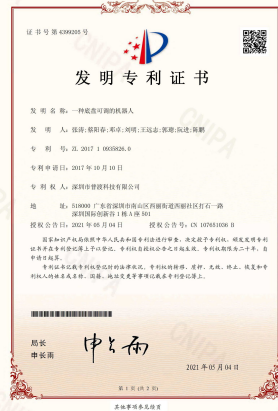 证书号第4399205号
发明专利证书
发明名称:一种底盘可调的机器人
发明人:张涛;蔡阳春;邓卓;刘明;王远志;郭璁;阮进;陈鹏
专利号:ZL 2017 1 0935826.0
专利申请日:2017年10月10日
专利权人:深圳市普渡科技有限公司
地址:518000 广东省深圳市南山区西丽街道西丽社区打石一路
深圳国际创新谷1栋A座501
授权公告日:2021年05月04日 授权公告号:CN 107651036 B
国家知识产权局依照中华人民共和国专利法进行审查,决定授予专利权,颁发发明专利
证书并在专利登记簿上予以登记。专利权自授权公告之日起生效。专利权期限为二十年,自
申请日起算。
专利证书记载专利权登记时的法律状况。专利权的转移、质押、无效、终止、恢复和专利
权人的姓名或名称、国籍、地址变更等事项记载在专利登记簿上。
局长
申长雨
申长雨
2021年05月04日
第1页(共2页)
其他事项参见续页
CNIPA